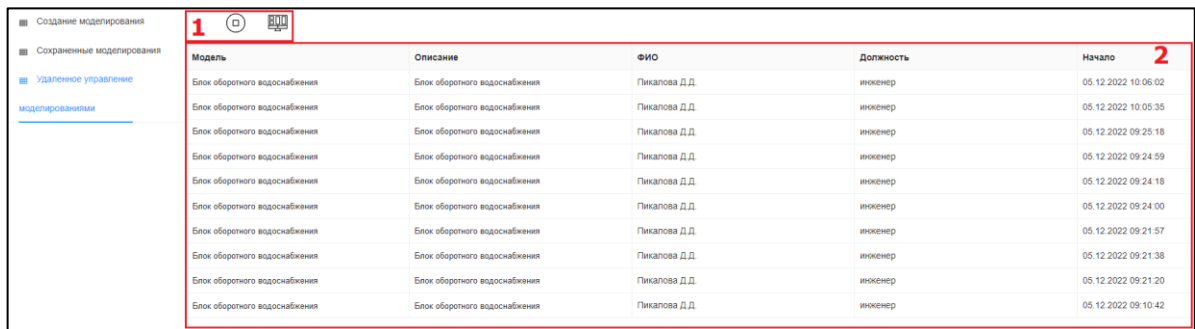 Создание моделирования
Сохраненные моделирования
Удаленное управление
моделированиями
1
2
Модель Описание ФИО Должность Начало
Блок оборотного водоснабжения Блок оборотного водоснабжения Пикалова Д.Д. инженер 05.12.2022 10:06:02
Блок оборотного водоснабжения Блок оборотного водоснабжения Пикалова Д.Д. инженер 05.12.2022 10:05:35
Блок оборотного водоснабжения Блок оборотного водоснабжения Пикалова Д.Д. инженер 05.12.2022 09:25:18
Блок оборотного водоснабжения Блок оборотного водоснабжения Пикалова Д.Д. инженер 05.12.2022 09:24:59
Блок оборотного водоснабжения Блок оборотного водоснабжения Пикалова Д.Д. инженер 05.12.2022 09:24:18
Блок оборотного водоснабжения Блок оборотного водоснабжения Пикалова Д.Д. инженер 05.12.2022 09:24:00
Блок оборотного водоснабжения Блок оборотного водоснабжения Пикалова Д.Д. инженер 05.12.2022 09:21:57
Блок оборотного водоснабжения Блок оборотного водоснабжения Пикалова Д.Д. инженер 05.12.2022 09:21:38
Блок оборотного водоснабжения Блок оборотного водоснабжения Пикалова Д.Д. инженер 05.12.2022 09:21:20
Блок оборотного водоснабжения Блок оборотного водоснабжения Пикалова Д.Д. инженер 05.12.2022 09:10:42